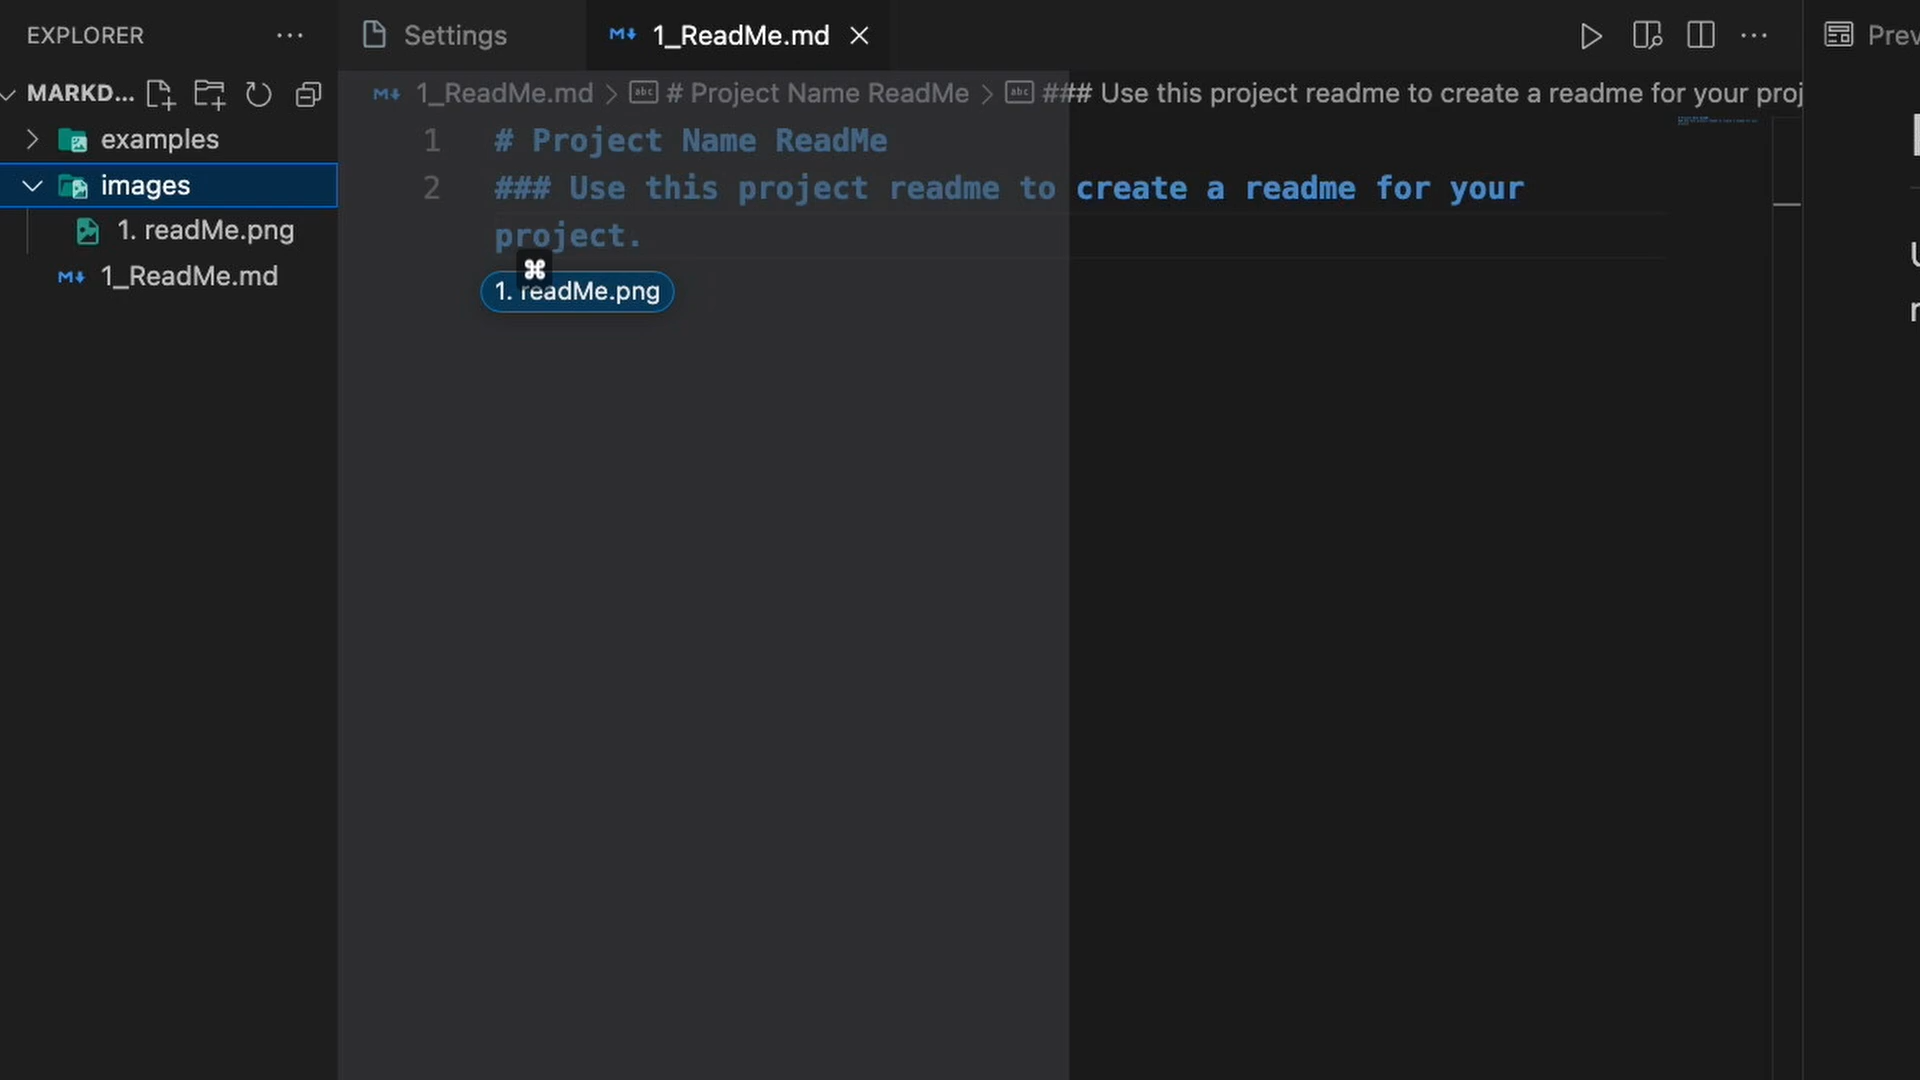 EXPLORER
Settings
1_ReadMe.md
Prev
MARKD...
1_ReadMe.md > # Project Name ReadMe > ### Use this project readme to create a readme for your proj
examples
images
1. readMe.png
1_ReadMe.md
1 # Project Name ReadMe
2 ### Use this project readme to create a readme for your
project.
1. readMe.png